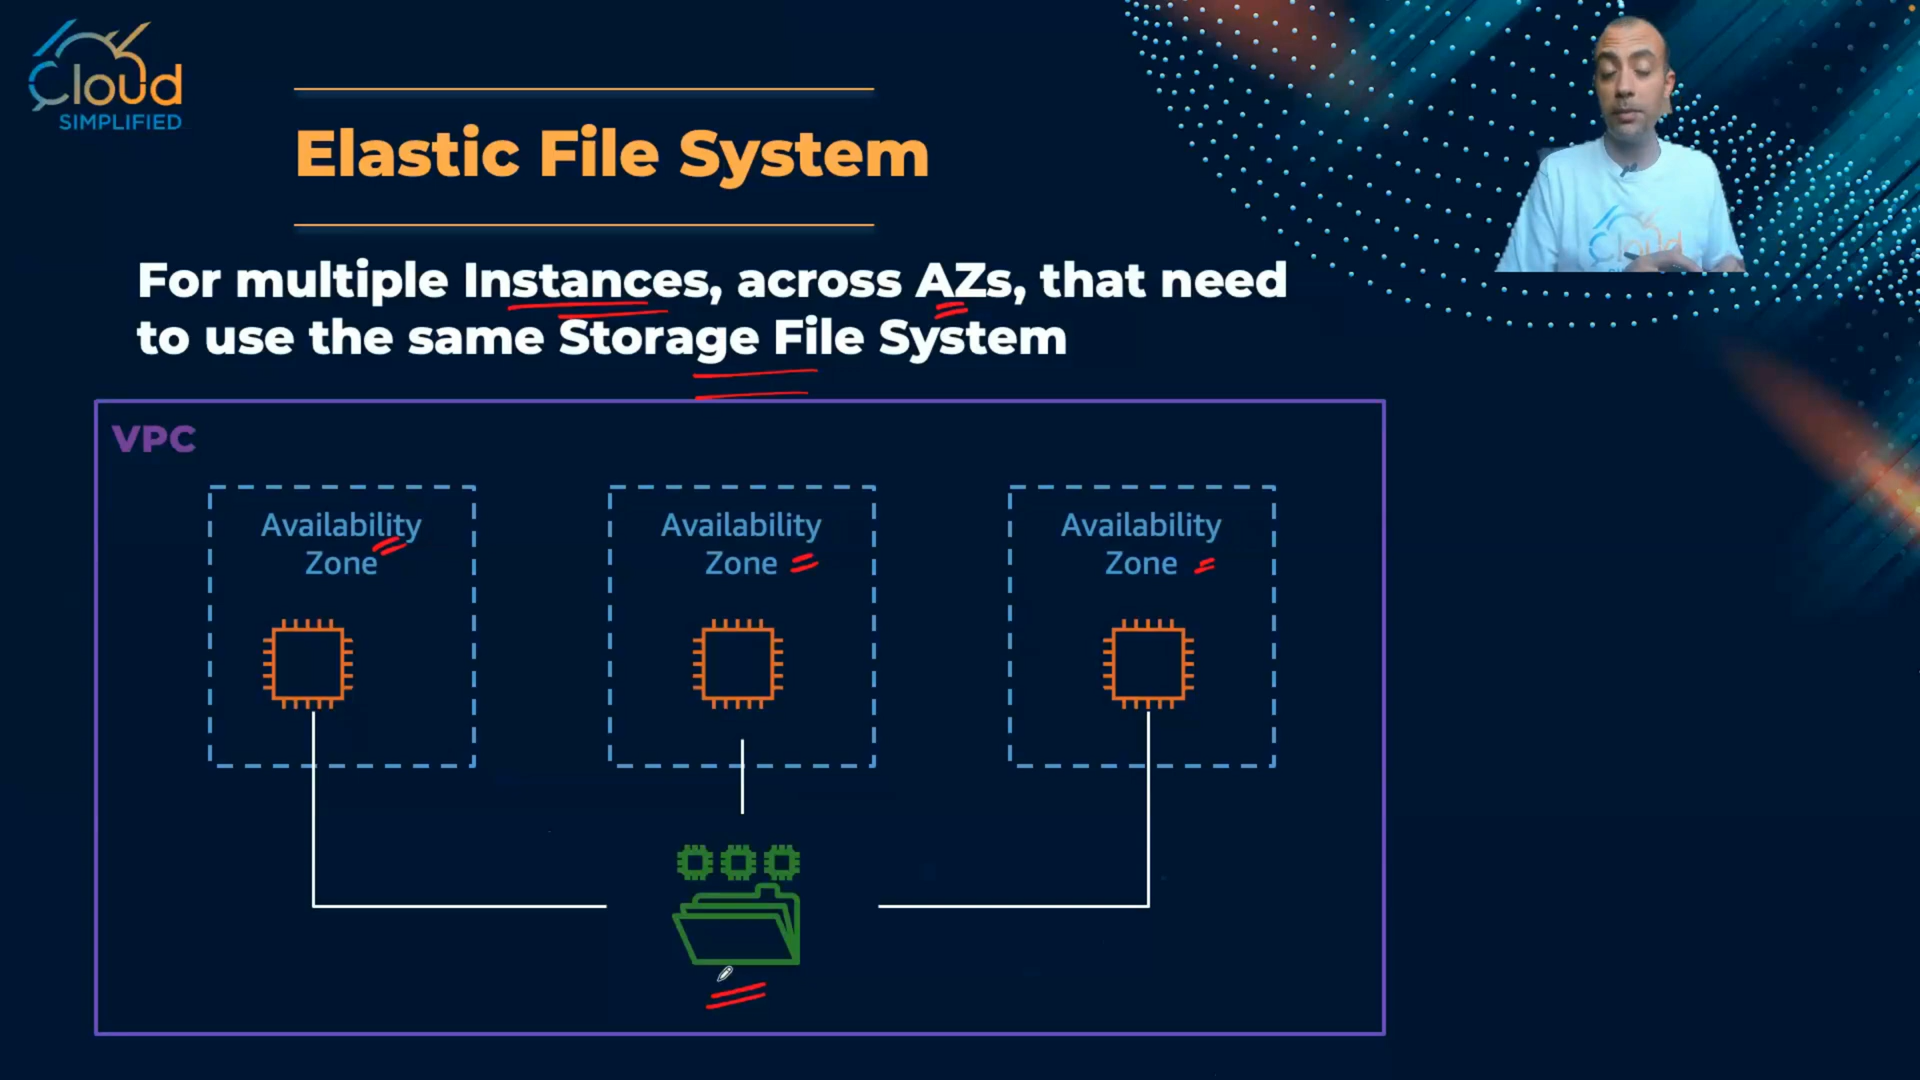 Cloud
SIMPLIFIED
Elastic File System
For multiple Instances, across AZs, that need
to use the same Storage File System
VPC
Availability
Zone
Availability
Zone
Availability
Zone
Cloud